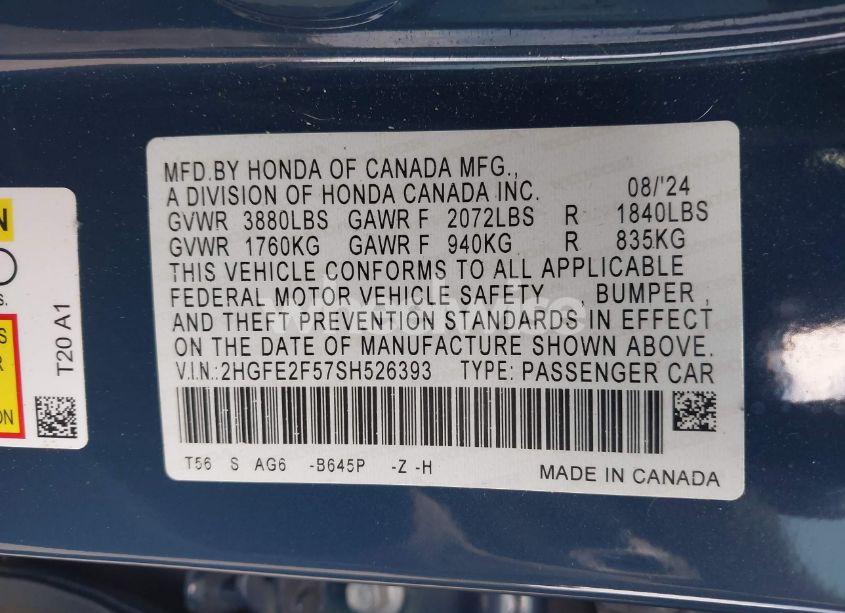 MFD.BY HONDA OF CANADA MFG.,
A DIVISION OF HONDA CANADA INC. 08/'24
GVWR 3880LBS GAWR F 2072LBS R 1840LBS
GVWR 1760KG GAWR F 940KG R 835KG
THIS VEHICLE CONFORMS TO ALL APPLICABLE
FEDERAL MOTOR VEHICLE SAFETY , BUMPER ,
AND THEFT PREVENTION STANDARDS IN EFFECT
ON THE DATE OF MANUFACTURE SHOWN ABOVE.
V.I.N.:2HGFE2F57SH526393 TYPE: PASSENGER CAR
T56 S AG6 -B645P -Z -H
MADE IN CANADA
T20 A1